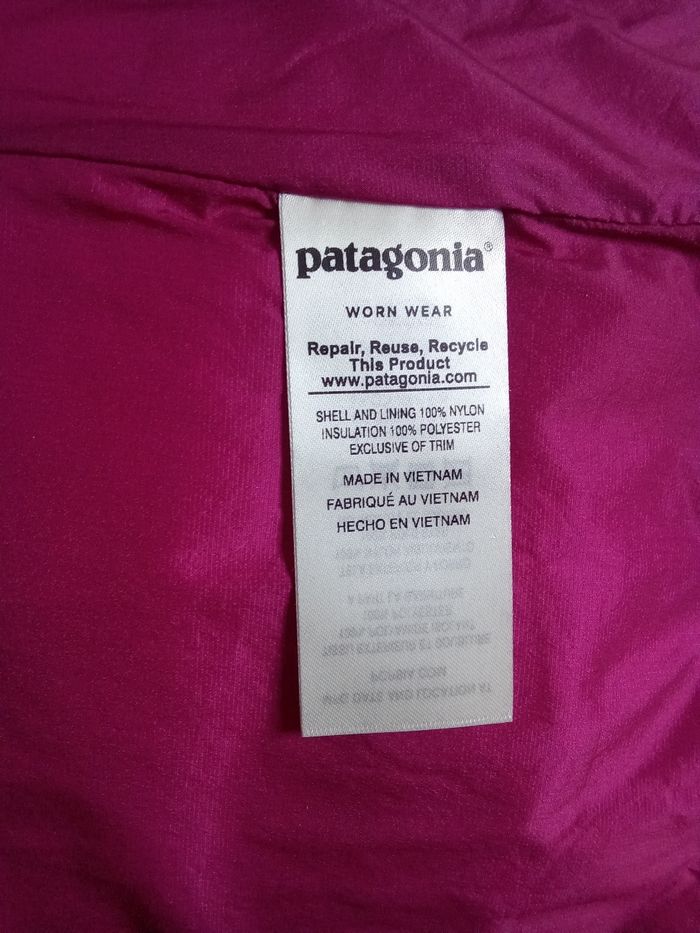 patagonia®
WORN WEAR
Repair, Reuse, Recycle
This Product
www.patagonia.com
SHELL AND LINING 100% NYLON
INSULATION 100% POLYESTER
EXCLUSIVE OF TRIM
MADE IN VIETNAM
FABRIQUÉ AU VIETNAM
HECHO EN VIETNAM